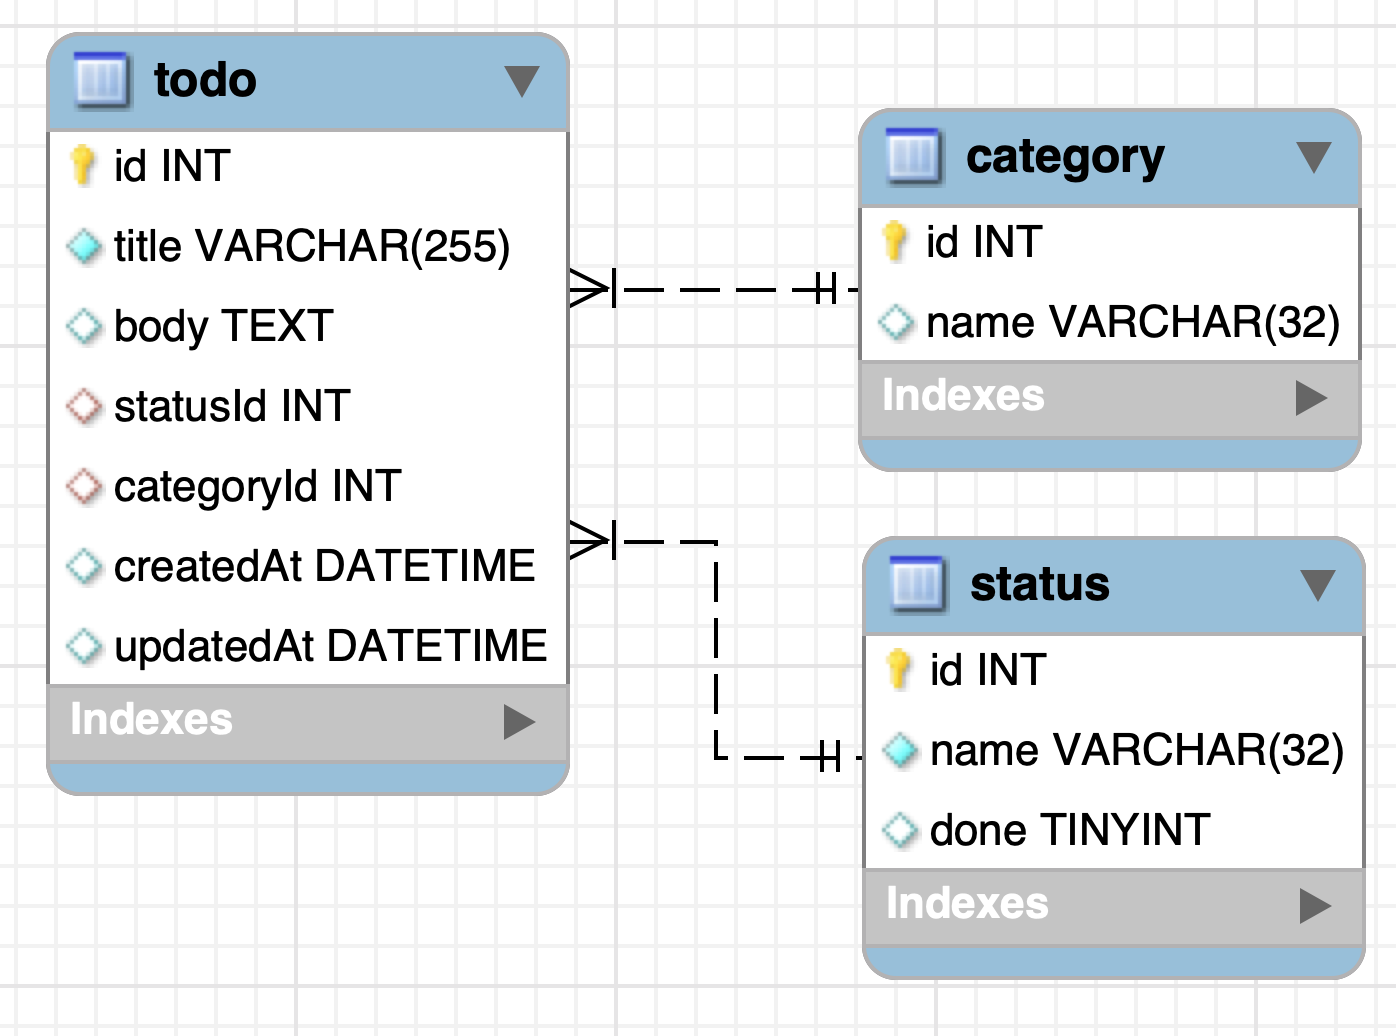 todo
id INT
title VARCHAR(255)
body TEXT
statusId INT
categoryId INT
createdAt DATETIME
updatedAt DATETIME
Indexes
category
id INT
name VARCHAR(32)
Indexes
status
id INT
name VARCHAR(32)
done TINYINT
Indexes